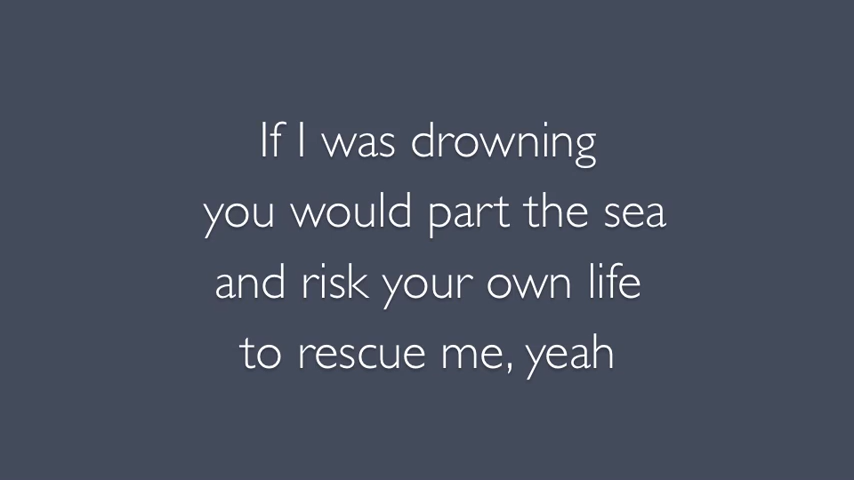 If I was drowning
you would part the sea
and risk your own life
to rescue me, yeah